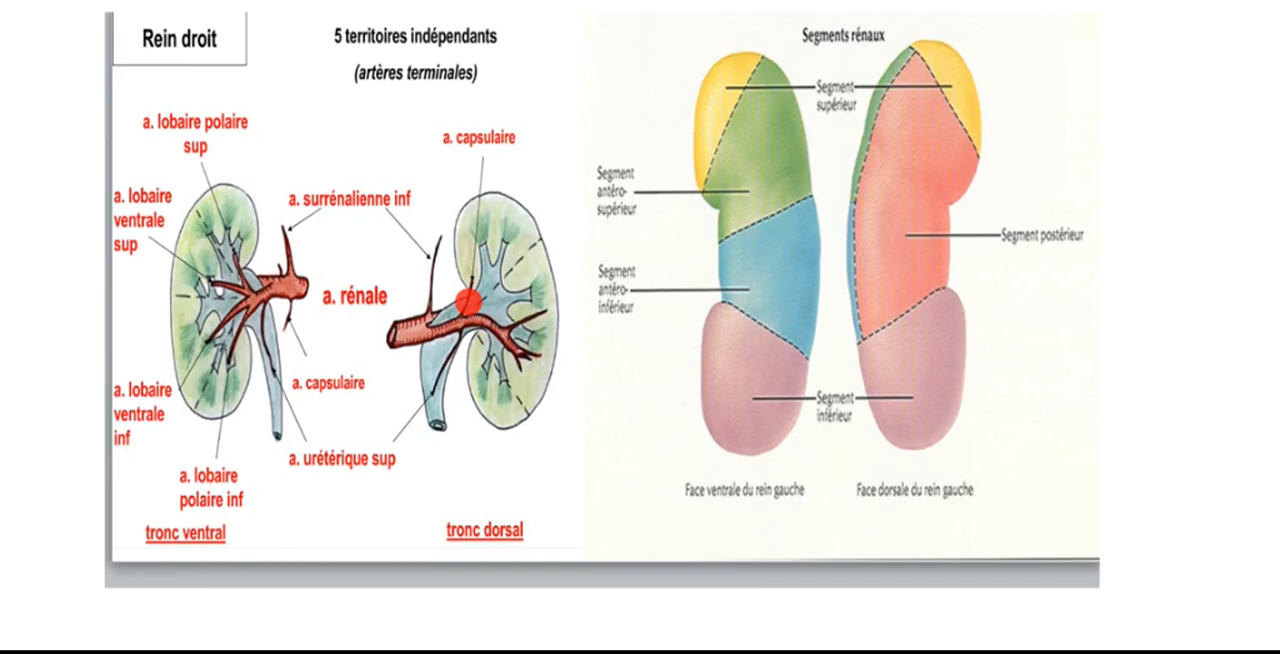 Rein droit
5 territoires indépendants
(artères terminales)
a. lobaire polaire
sup
a. capsulaire
a. lobaire
ventrale
sup
a. surrénalienne inf
a. rénale
a. capsulaire
a. lobaire
ventrale
inf
a. urétérique sup
a. lobaire
polaire inf
tronc ventral
tronc dorsal
Segments rénaux
Segment
supérieur
Segment
antéro-
supérieur
Segment postérieur
Segment
antéro-
inférieur
Segment
inférieur
Face ventrale du rein gauche
Face dorsale du rein gauche